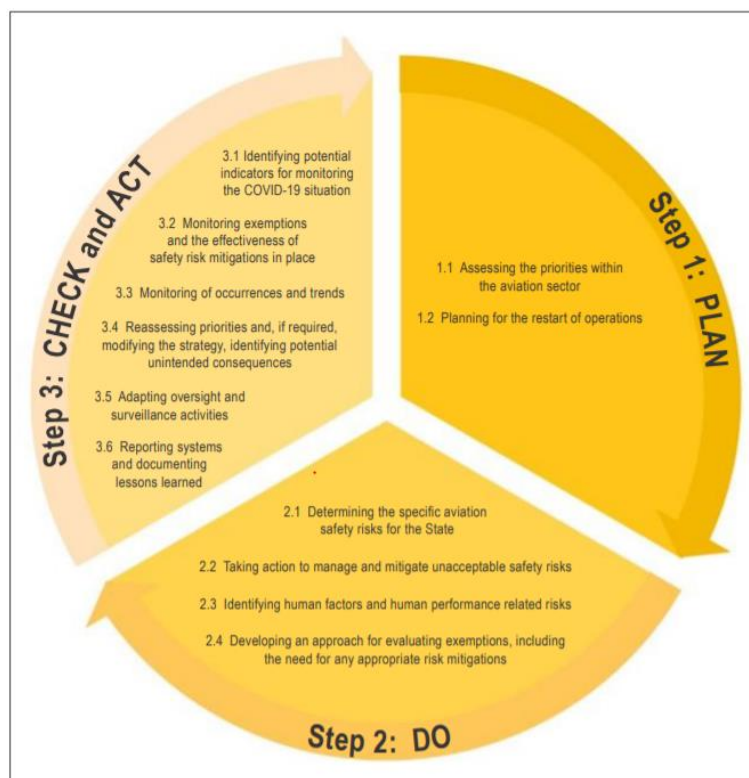 Step 1: PLAN
1.1 Assessing the priorities within
the aviation sector
1.2 Planning for the restart of operations
Step 2: DO
2.1 Determining the specific aviation
safety risks for the State
2.2 Taking action to manage and mitigate unacceptable safety risks
2.3 Identifying human factors and human performance related risks
2.4 Developing an approach for evaluating exemptions, including
the need for any appropriate risk mitigations
Step 3: CHECK and ACT
3.1 Identifying potential
indicators for monitoring
the COVID-19 situation
3.2 Monitoring exemptions
and the effectiveness of
safety risk mitigations in place
3.3 Monitoring of occurrences and trends
3.4 Reassessing priorities and, if required,
modifying the strategy, identifying potential
unintended consequences
3.5 Adapting oversight and
surveillance activities
3.6 Reporting systems
and documenting
lessons learned